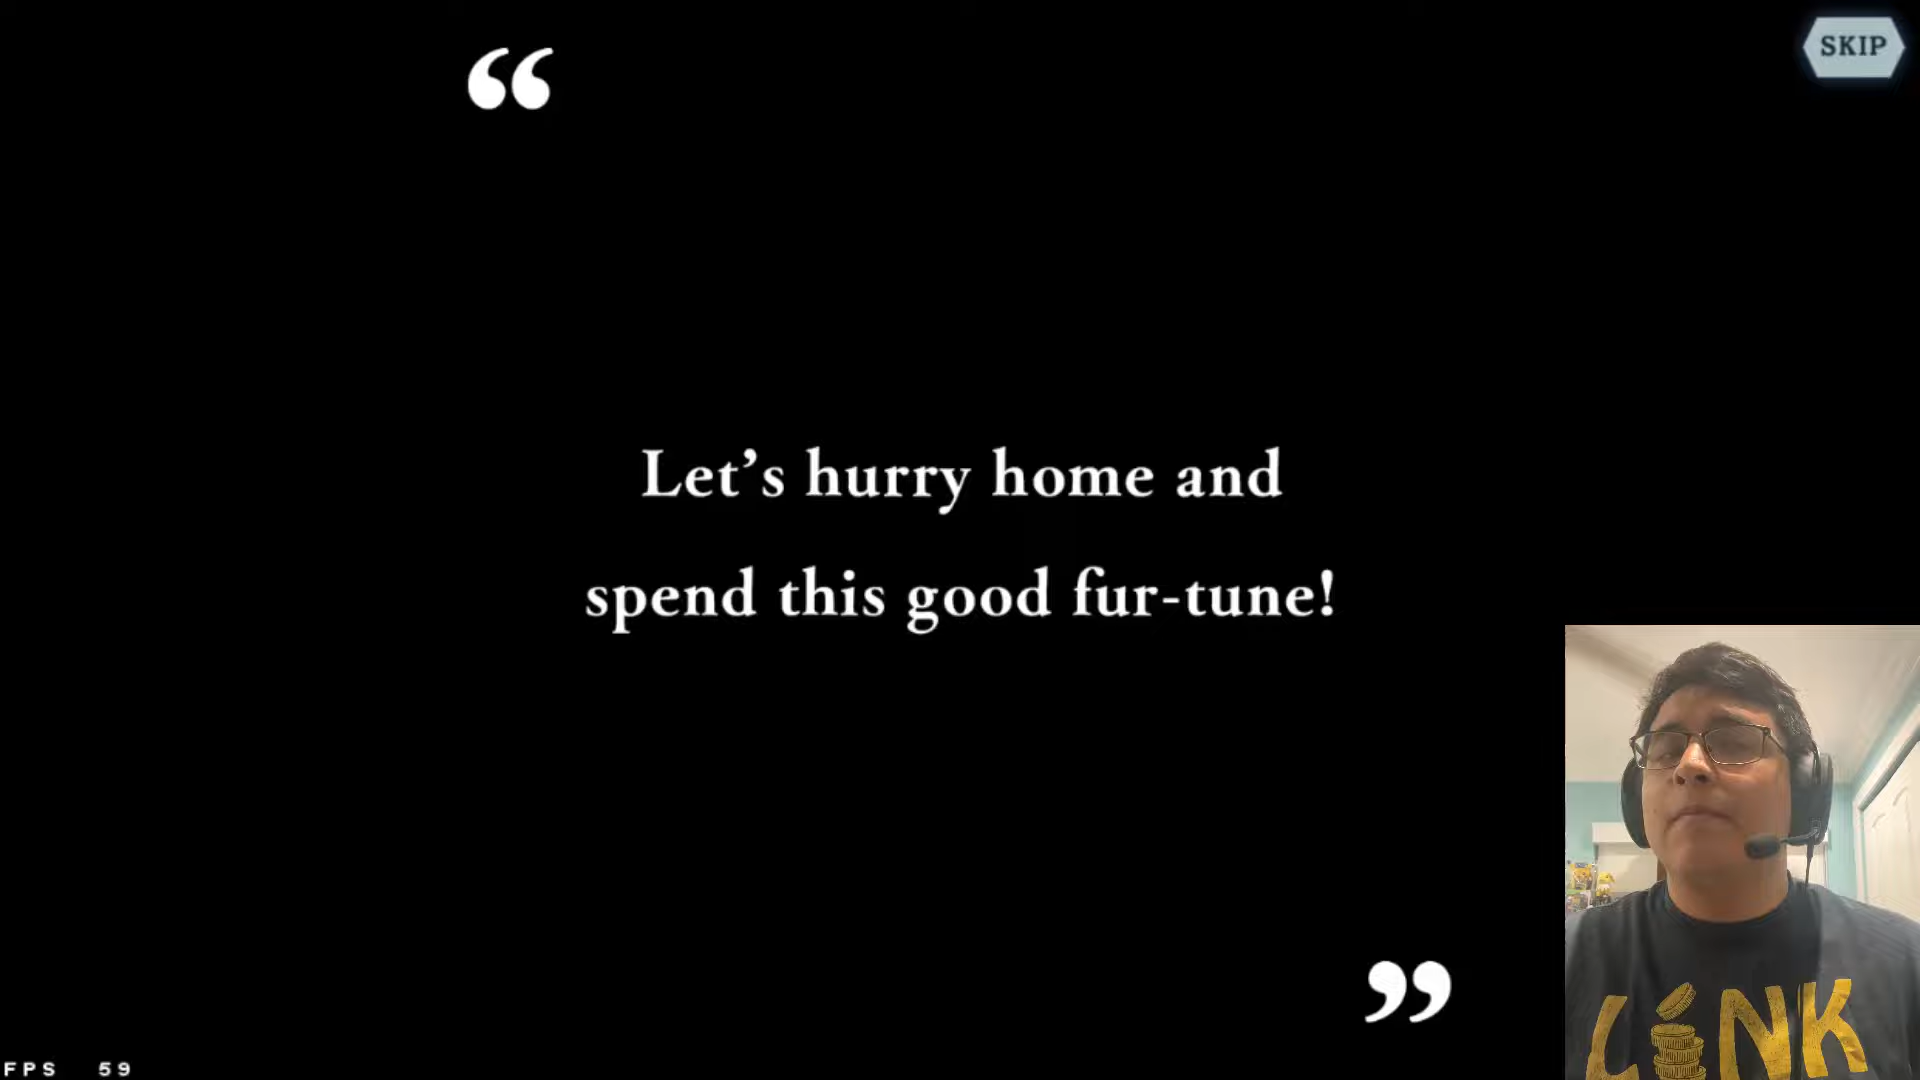 “
SKIP
Let’s hurry home and
spend this good fur-tune!
”
LINK
FPS 59